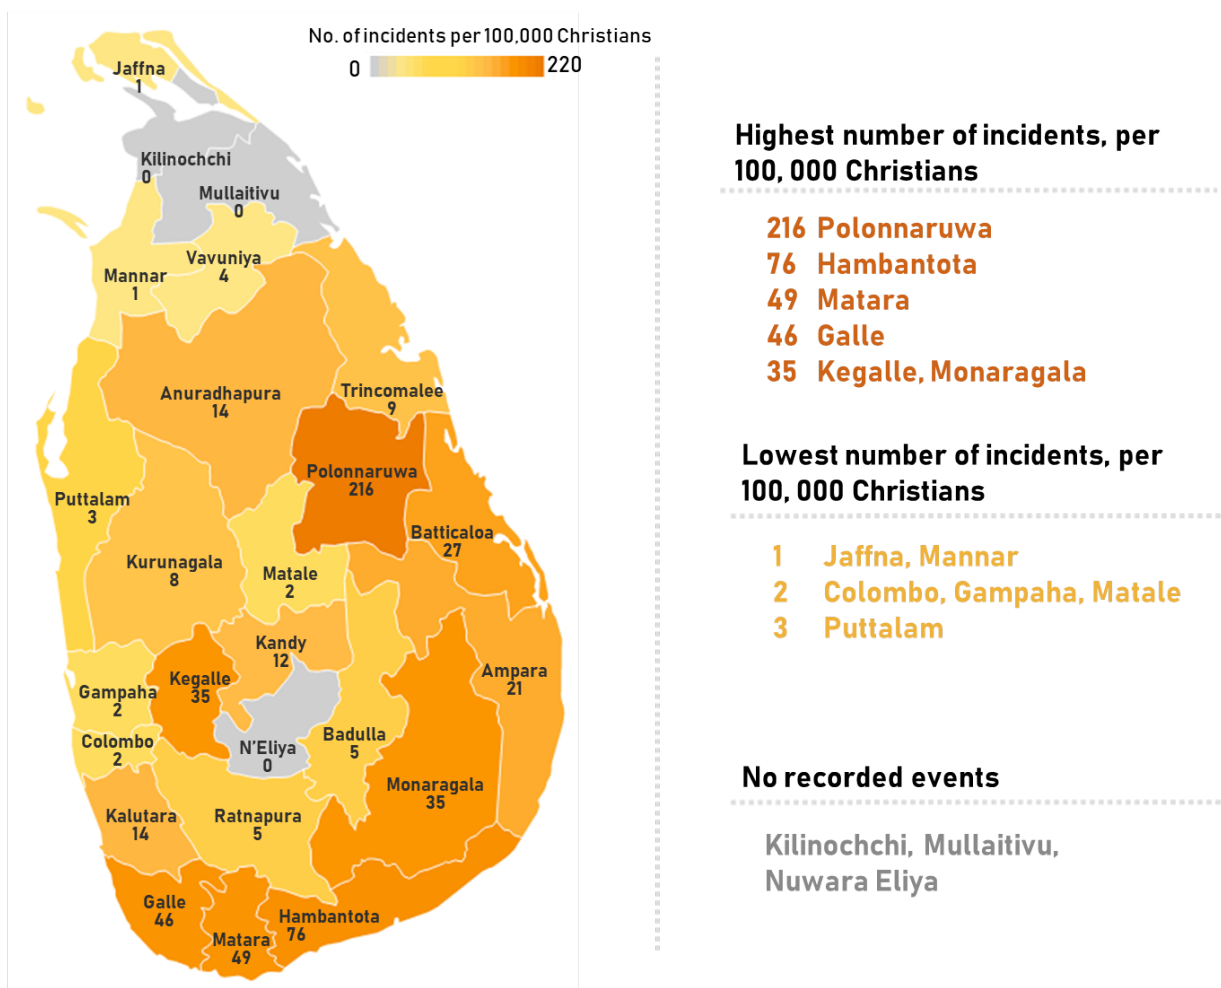 No. of incidents per 100,000 Christians
0
220
Jaffna
1
Kilinochchi
0
Mullaitivu
0
Vavuniya
4
Mannar
1
Anuradhapura
14
Trincomalee
9
Polonnaruwa
216
Puttalam
3
Batticaloa
27
Kurunagala
8
Matale
2
Kandy
12
Kegalle
35
Ampara
21
Gampaha
2
Colombo
2
N'Eliya
0
Badulla
5
Monaragala
35
Kalutara
14
Ratnapura
5
Galle
46
Matara
49
Hambantota
76
Highest number of incidents, per
100, 000 Christians
216 Polonnaruwa
76 Hambantota
49 Matara
46 Galle
35 Kegalle, Monaragala
Lowest number of incidents, per
100, 000 Christians
1 Jaffna, Mannar
2 Colombo, Gampaha, Matale
3 Puttalam
No recorded events
Kilinochchi, Mullaitivu,
Nuwara Eliya